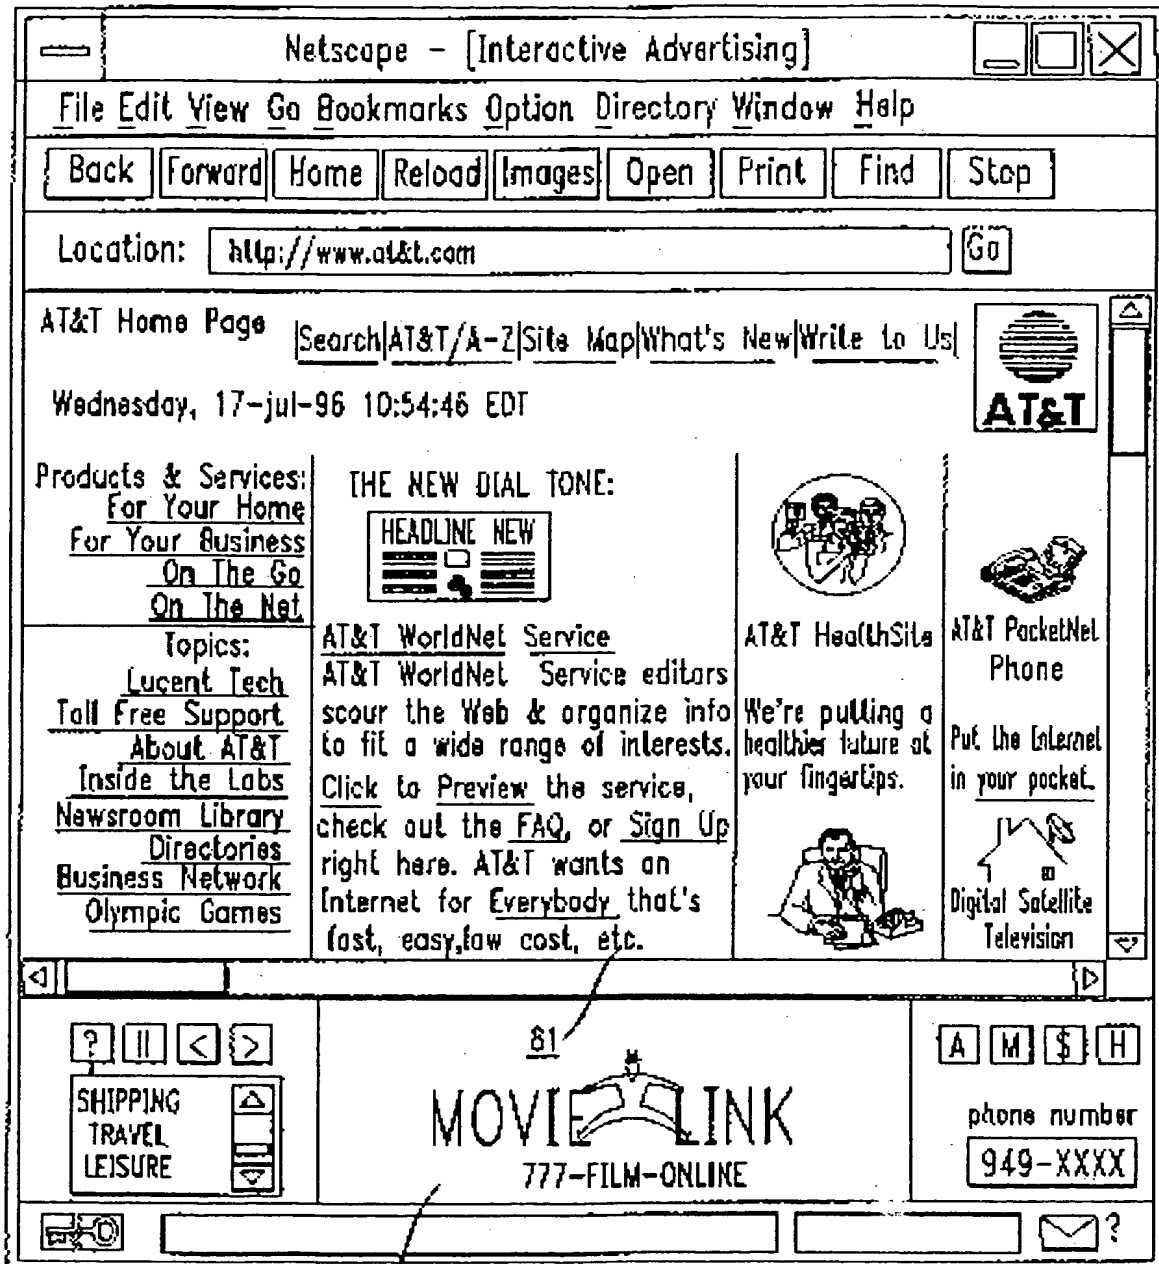 Netscape - [Interactive Advertising]
File Edit View Go Bookmarks Option Directory Window Help
Back Forward Home Reload Images Open Print Find Stop
Location: http://www.at&t.com Go
AT&T Home Page Search|AT&T/A-Z|Site Map|What's New|Write to Us|
AT&T
Wednesday, 17-jul-96 10:54:46 EDT
Products & Services:
For Your Home
For Your Business
On The Go
On The Net
Topics:
Lucent Tech
Toll Free Support
About AT&T
Inside the Labs
Newsroom Library
Directories
Business Network
Olympic Games
THE NEW DIAL TONE:
HEADLINE NEW
AT&T WorldNet Service
AT&T WorldNet Service editors
scour the Web & organize info
to fit a wide range of interests.
Click to Preview the service,
check out the FAQ, or Sign Up
right here. AT&T wants an
Internet for Everybody that's
fast, easy,low cost, etc.
AT&T HealthSite
We're putting a
healthier future at
your fingertips.
AT&T PocketNet
Phone
Put the Internet
in your pocket.
Digital Satellite
Television
81
? || < >
SHIPPING
TRAVEL
LEISURE
MOVIE LINK
777-FILM-ONLINE
A M $ H
phone number
949-XXXX
?